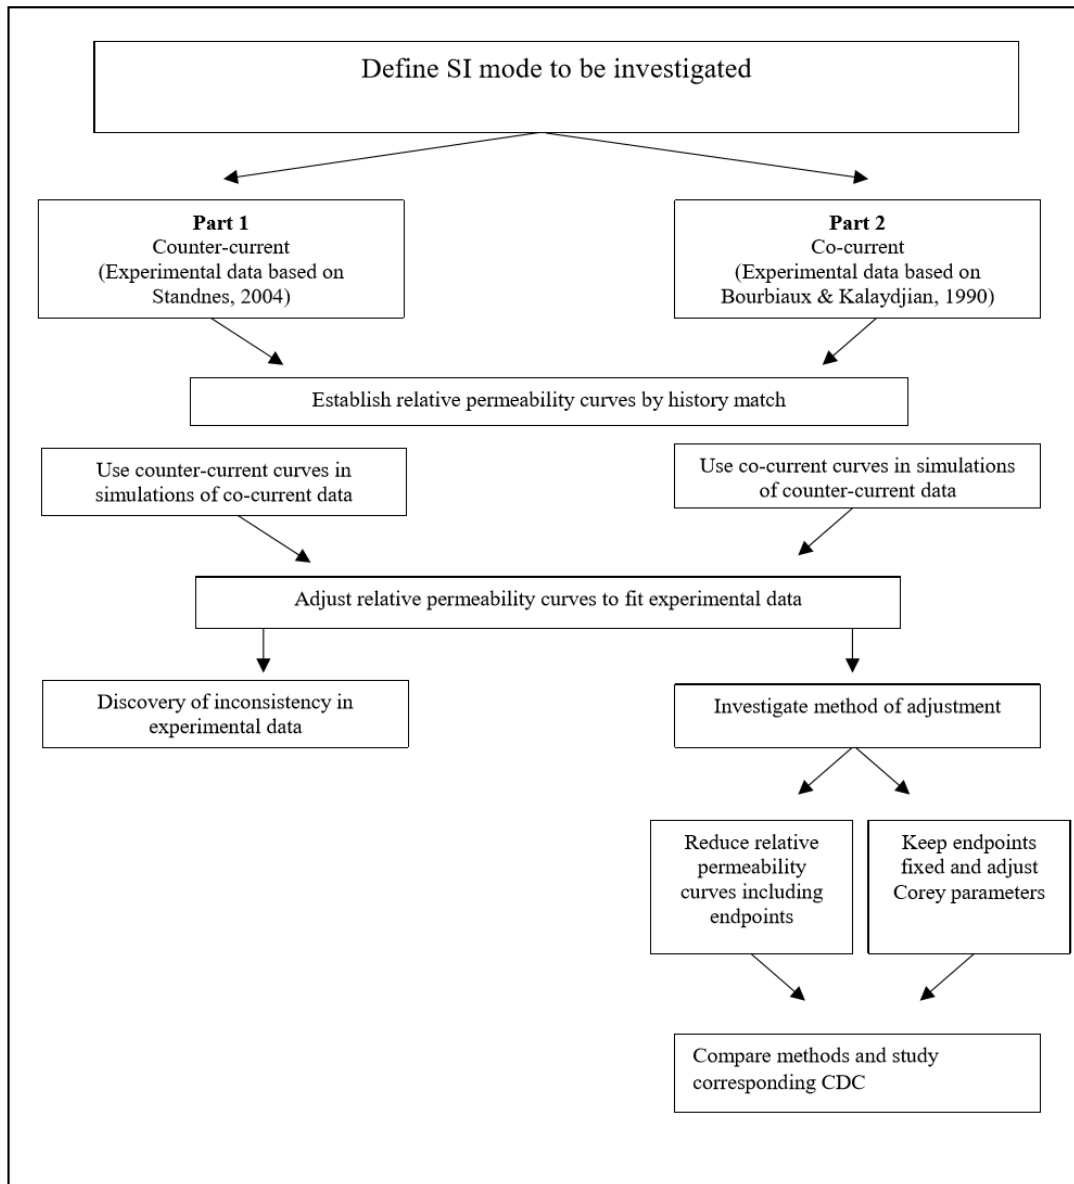 Define SI mode to be investigated
Part 1
Counter-current
(Experimental data based on
Standnes, 2004)
Part 2
Co-current
(Experimental data based on
Bourbiaux & Kalaydjian, 1990)
Establish relative permeability curves by history match
Use counter-current curves in
simulations of co-current data
Use co-current curves in simulations
of counter-current data
Adjust relative permeability curves to fit experimental data
Discovery of inconsistency in
experimental data
Investigate method of adjustment
Reduce relative
permeability
curves including
endpoints
Keep endpoints
fixed and adjust
Corey parameters
Compare methods and study
corresponding CDC